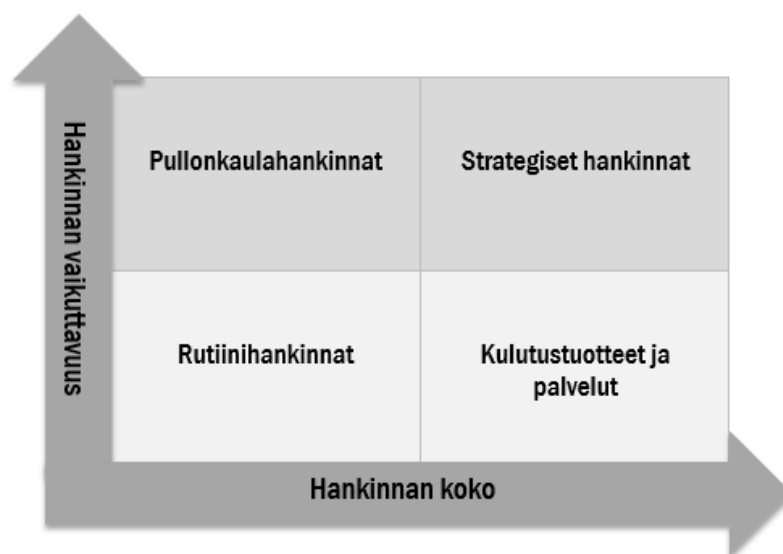 Hankinnan vaikuttavuus
Pullonkaulahankinnat
Strategiset hankinnat
Rutiinihankinnat
Kulutustuotteet ja
palvelut
Hankinnan koko